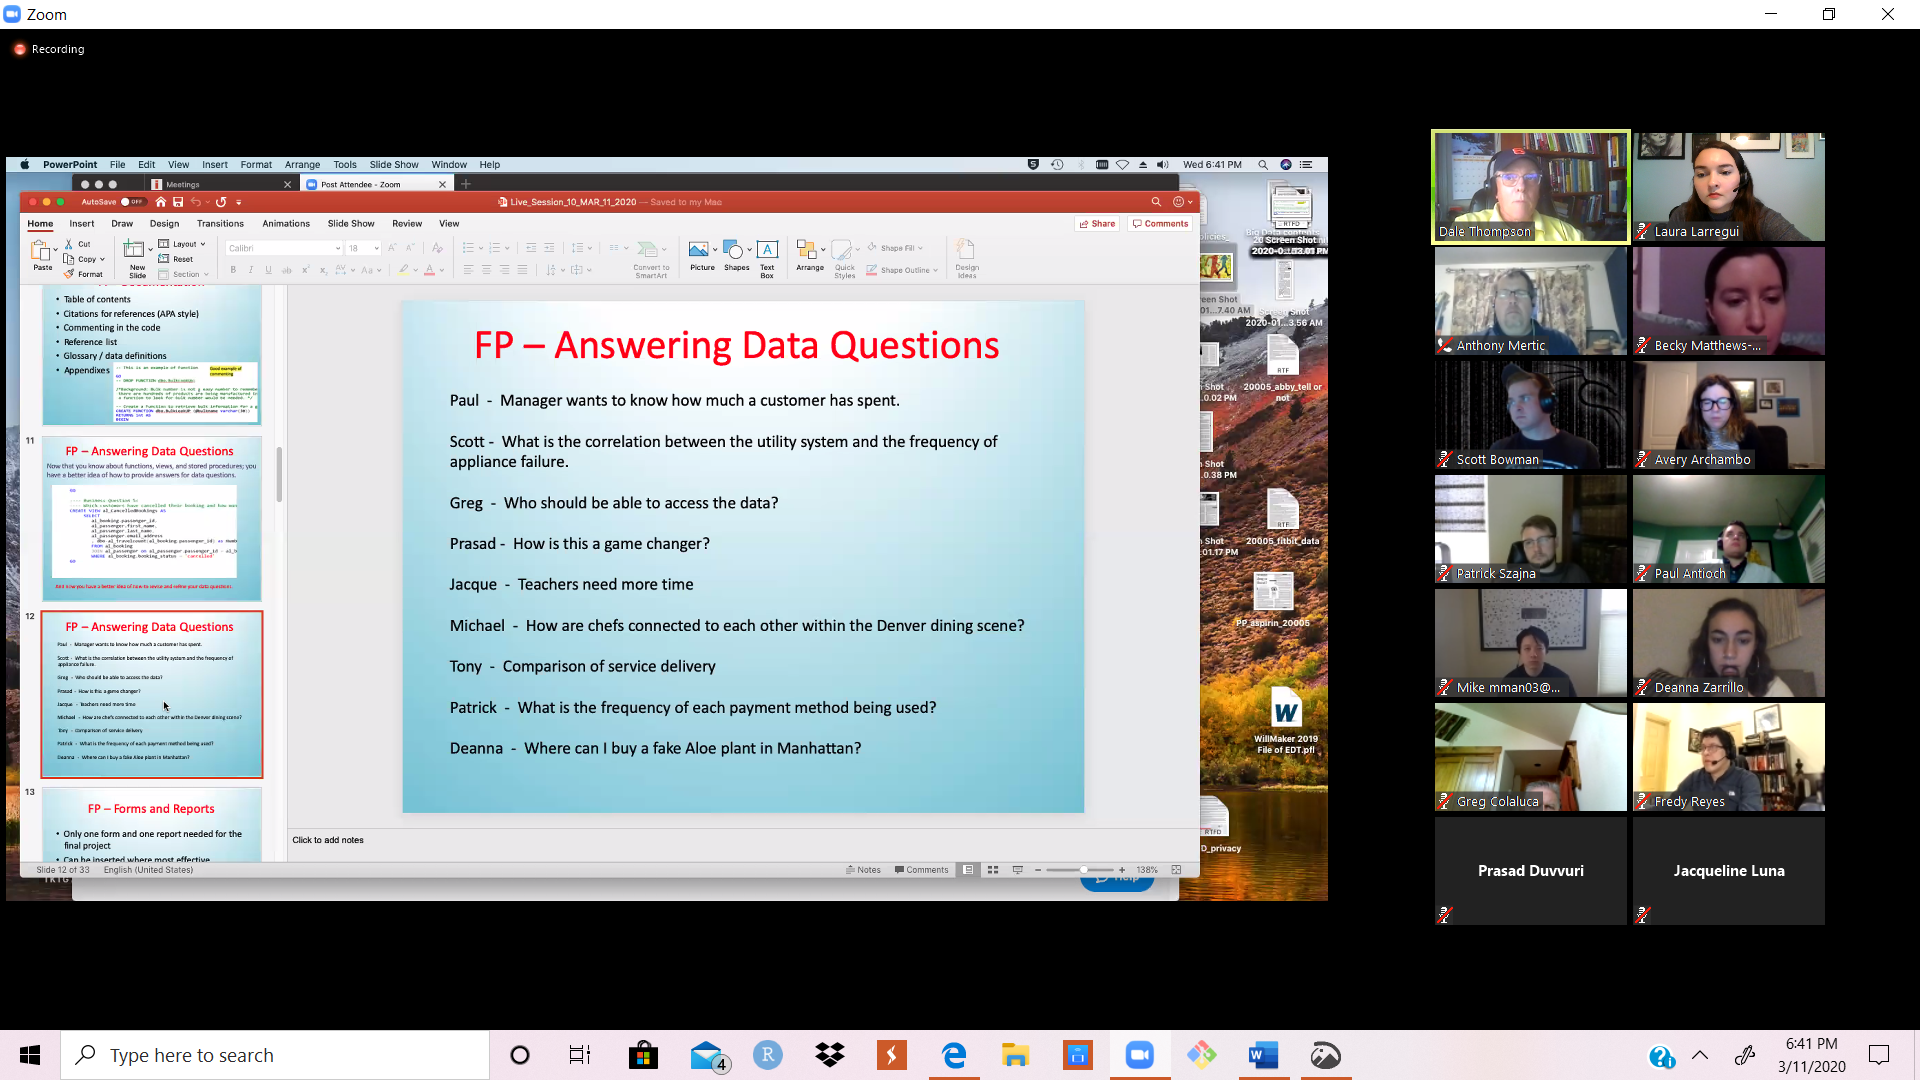 Zoom
Recording
PowerPoint File Edit View Insert Format Arrange Tools Slide Show Window Help
Wed 6:41 PM
Meetings
Post Attendee - Zoom
AutoSave OFF
Live_Session_10_MAR_11_2020 — Saved to my Mac
Home Insert Draw Design Transitions Animations Slide Show Review View
Share Comments
Paste
Cut
Copy
Format
New Slide
Layout
Reset
Section
Calibri
18
Convert to SmartArt
Picture
Shapes
Text Box
Arrange
Quick Styles
Shape Fill
Shape Outline
Design Ideas
• Table of contents
• Citations for references (APA style)
• Commenting in the code
• Reference list
• Glossary / data definitions
• Appendixes
Good example of commenting
11
FP – Answering Data Questions
Now that you know about functions, views, and stored procedures; you
have a better idea of how to provide answers for data questions.
12
FP – Answering Data Questions
Paul - Manager wants to know how much a customer has spent.
Scott - What is the correlation between the utility system and the frequency of
appliance failure.
Greg - Who should be able to access the data?
Prasad - How is this a game changer?
Jacque - Teachers need more time
Michael - How are chefs connected to each other within the Denver dining scene?
Tony - Comparison of service delivery
Patrick - What is the frequency of each payment method being used?
Deanna - Where can I buy a fake Aloe plant in Manhattan?
13
FP – Forms and Reports
• Only one form and one report needed for the
final project
• Can be inserted where most effective
FP – Answering Data Questions
Paul - Manager wants to know how much a customer has spent.
Scott - What is the correlation between the utility system and the frequency of
appliance failure.
Greg - Who should be able to access the data?
Prasad - How is this a game changer?
Jacque - Teachers need more time
Michael - How are chefs connected to each other within the Denver dining scene?
Tony - Comparison of service delivery
Patrick - What is the frequency of each payment method being used?
Deanna - Where can I buy a fake Aloe plant in Manhattan?
Click to add notes
Slide 12 of 33 English (United States)
Notes Comments 138%
Help
20005_abby_tell or
not
20005_fitbit_data
PP_aspirin_20005
WillMaker 2019
File of EDT.pfl
D_privacy
Dale Thompson
Laura Larregui
Anthony Mertic
Becky Matthews-...
Scott Bowman
Avery Archambo
Patrick Szajna
Paul Antioch
Mike mman03@...
Deanna Zarrillo
Greg Colaluca
Fredy Reyes
Prasad Duvvuri
Jacqueline Luna
Type here to search
4
6:41 PM
3/11/2020